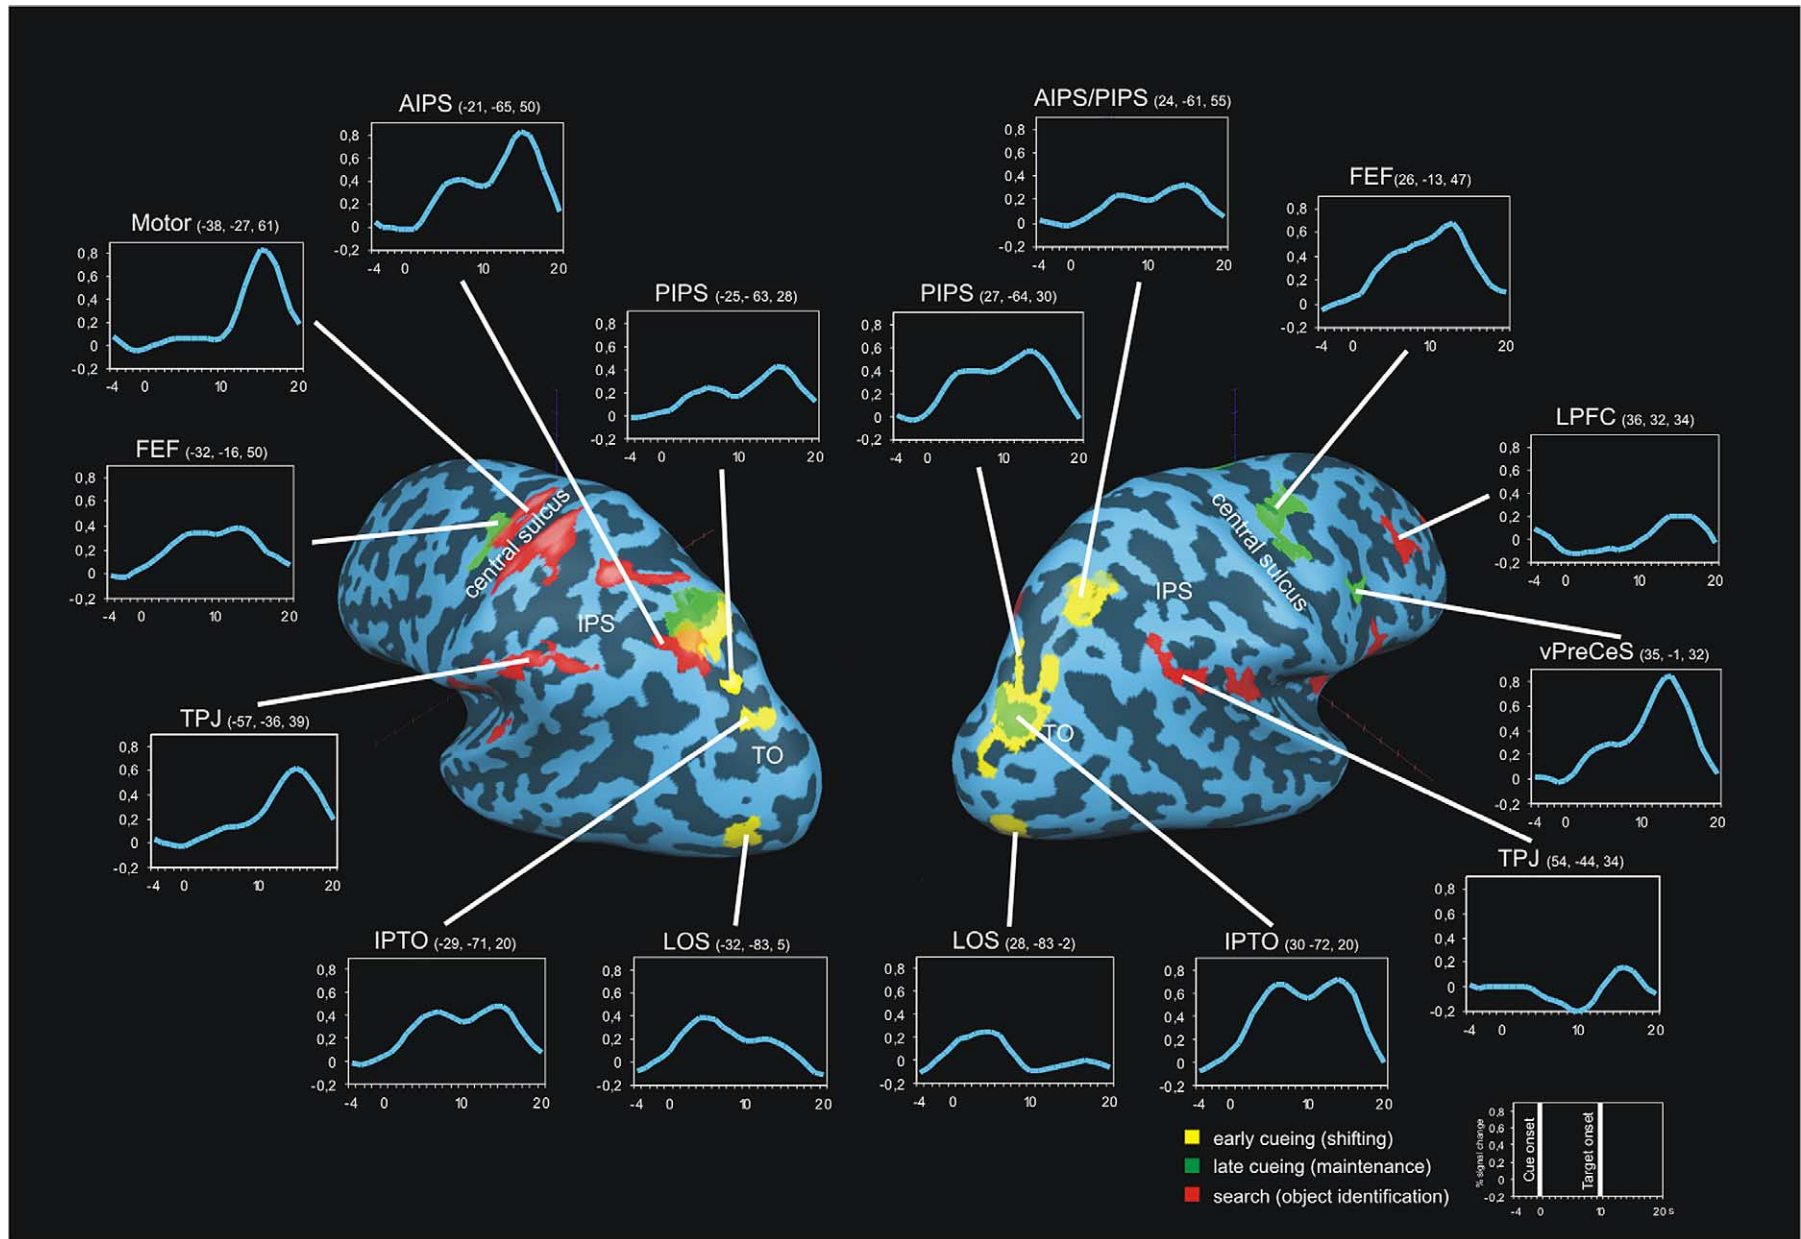 AIPS (-21, -65, 50)
0,8
0,6
0,4
0,2
0
-0,2
-4 0 10 20
AIPS/PIPS (24, -61, 55)
0,8
0,6
0,4
0,2
0
-0,2
-4 0 10 20
FEF(26, -13, 47)
0,8
0,6
0,4
0,2
0
-0,2
-4 0 10 20
Motor (-38, -27, 61)
0,8
0,6
0,4
0,2
0
-0,2
-4 0 10 20
PIPS (-25,- 63, 28)
0,8
0,6
0,4
0,2
0
-0,2
-4 0 10 20
PIPS (27, -64, 30)
0,8
0,6
0,4
0,2
0
-0,2
-4 0 10 20
LPFC (36, 32, 34)
0,8
0,6
0,4
0,2
0
-0,2
-4 0 10 20
FEF (-32, -16, 50)
0,8
0,6
0,4
0,2
0
-0,2
-4 0 10 20
central sulcus
IPS
TO
central sulcus
IPS
TO
vPreCeS (35, -1, 32)
0,8
0,6
0,4
0,2
0
-0,2
-4 0 10 20
TPJ (-57, -36, 39)
0,8
0,6
0,4
0,2
0
-0,2
-4 0 10 20
TPJ (54, -44, 34)
0,8
0,6
0,4
0,2
0
-0,2
-4 0 10 20
IPTO (-29, -71, 20)
0,8
0,6
0,4
0,2
0
-0,2
-4 0 10 20
LOS (-32, -83, 5)
0,8
0,6
0,4
0,2
0
-0,2
-4 0 10 20
LOS (28, -83 -2)
0,8
0,6
0,4
0,2
0
-0,2
-4 0 10 20
IPTO (30 -72, 20)
0,8
0,6
0,4
0,2
0
-0,2
-4 0 10 20
early cueing (shifting)
late cueing (maintenance)
search (object identification)
% signal change
0,8
0,6
0,4
0,2
0
-0,2
Cue onset
Target onset
-4 0 10 20 s